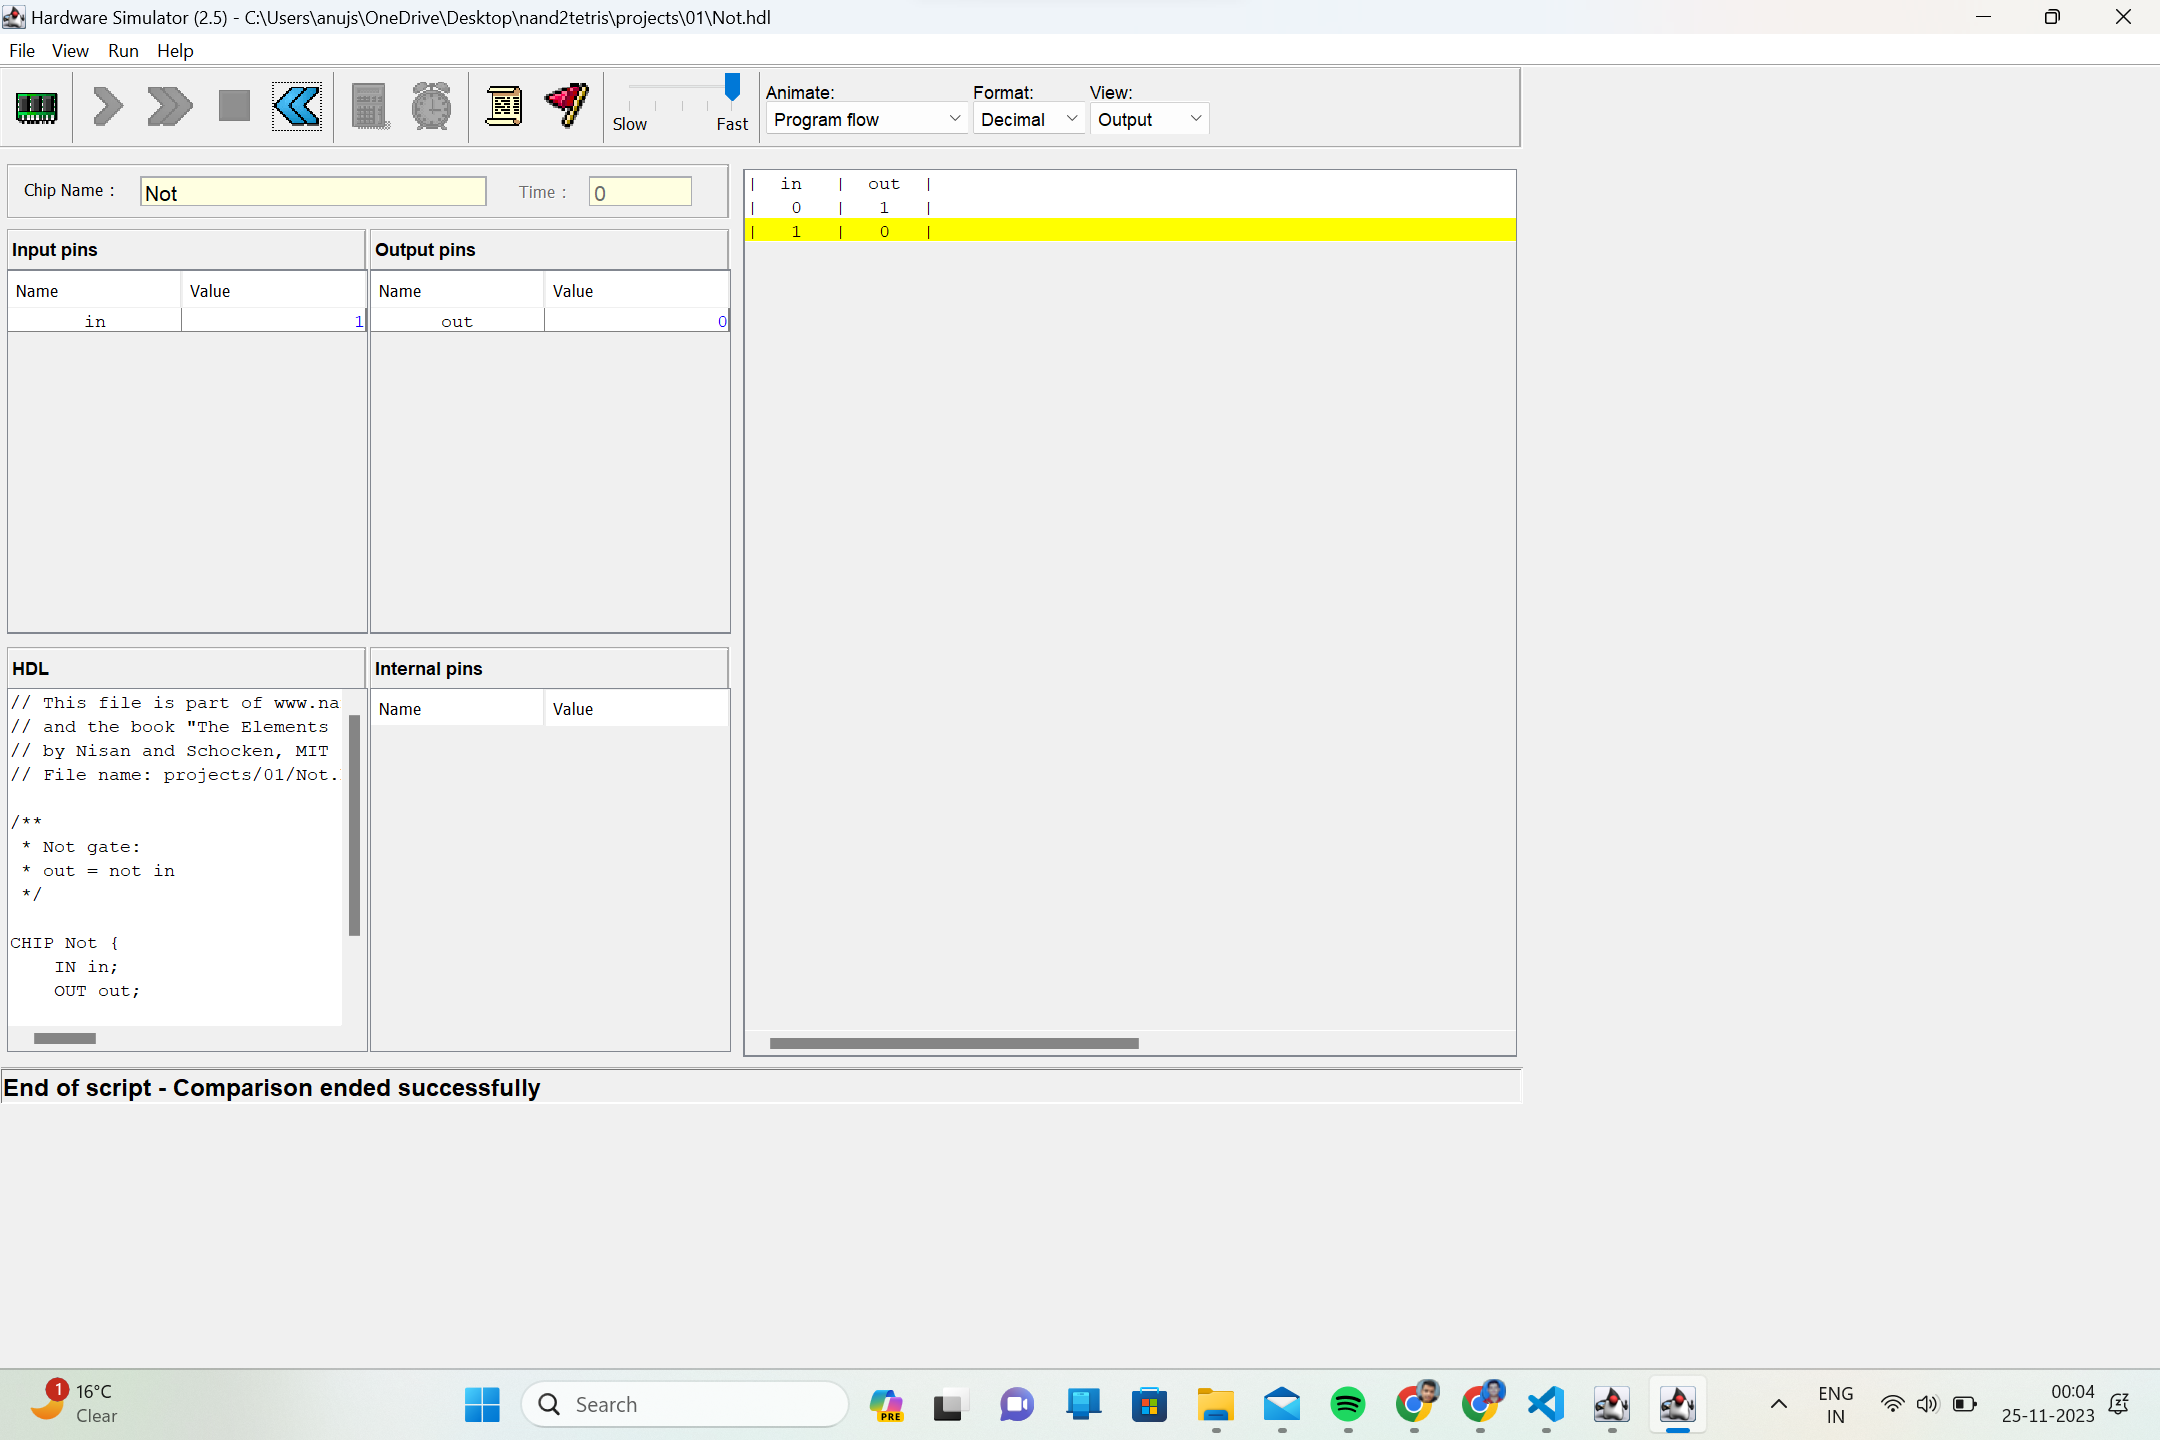 Hardware Simulator (2.5) - C:\Users\anujs\OneDrive\Desktop\nand2tetris\projects\01\Not.hdl
File View Run Help
Slow Fast
Animate: Format: View:
Program flow Decimal Output
Chip Name : Not Time : 0
| in | out |
| 0 | 1 |
| 1 | 0 |
Input pins Output pins
Name Value Name Value
in 1 out 0
HDL Internal pins
Name Value
// This file is part of www.na
// and the book "The Elements
// by Nisan and Schocken, MIT
// File name: projects/01/Not.
/**
* Not gate:
* out = not in
*/
CHIP Not {
IN in;
OUT out;
End of script - Comparison ended successfully
1 16°C
Clear
Search
PRE
ENG
IN
00:04
25-11-2023